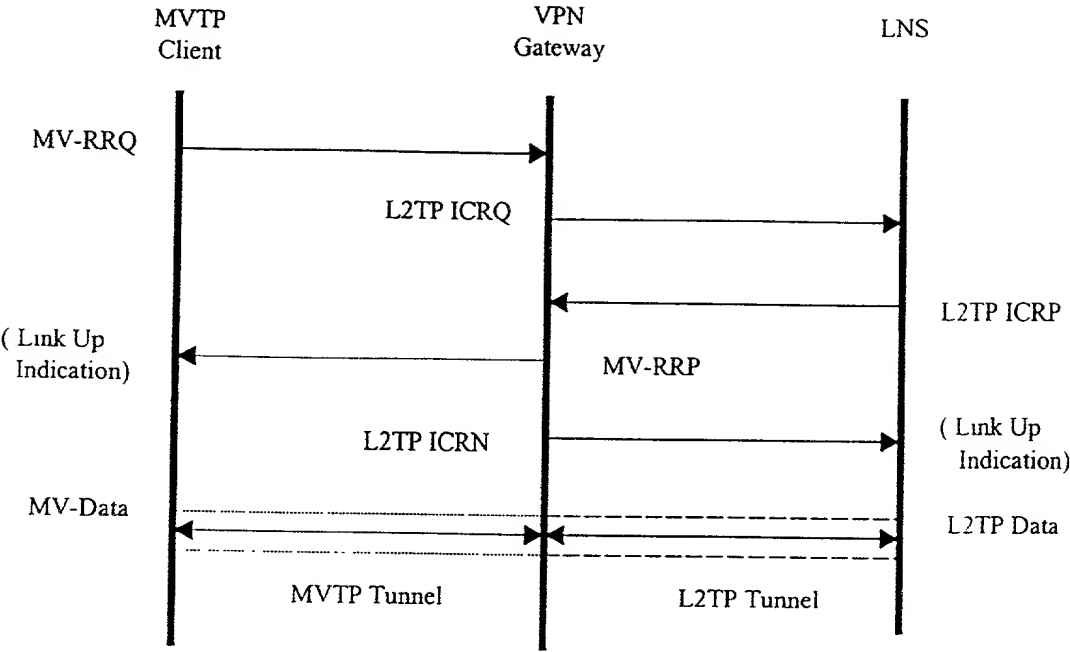 MVTP
Client
VPN
Gateway
LNS
MV-RRQ
L2TP ICRQ
L2TP ICRP
( Link Up
Indication)
MV-RRP
L2TP ICRN
( Link Up
Indication)
MV-Data
L2TP Data
MVTP Tunnel
L2TP Tunnel